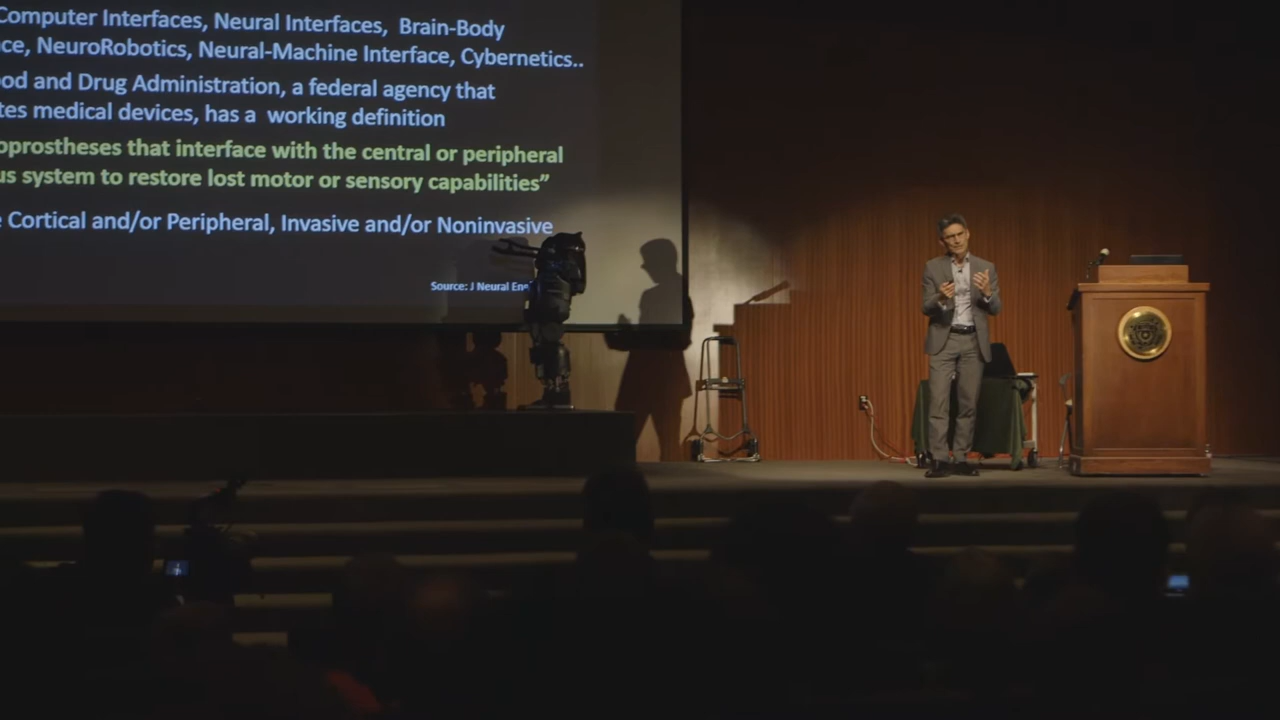 Computer Interfaces, Neural Interfaces, Brain-Body
ce, NeuroRobotics, Neural-Machine Interface, Cybernetics..
ood and Drug Administration, a federal agency that
tes medical devices, has a working definition
oprostheses that interface with the central or peripheral
us system to restore lost motor or sensory capabilities”
e Cortical and/or Peripheral, Invasive and/or Noninvasive
Source: J Neural En